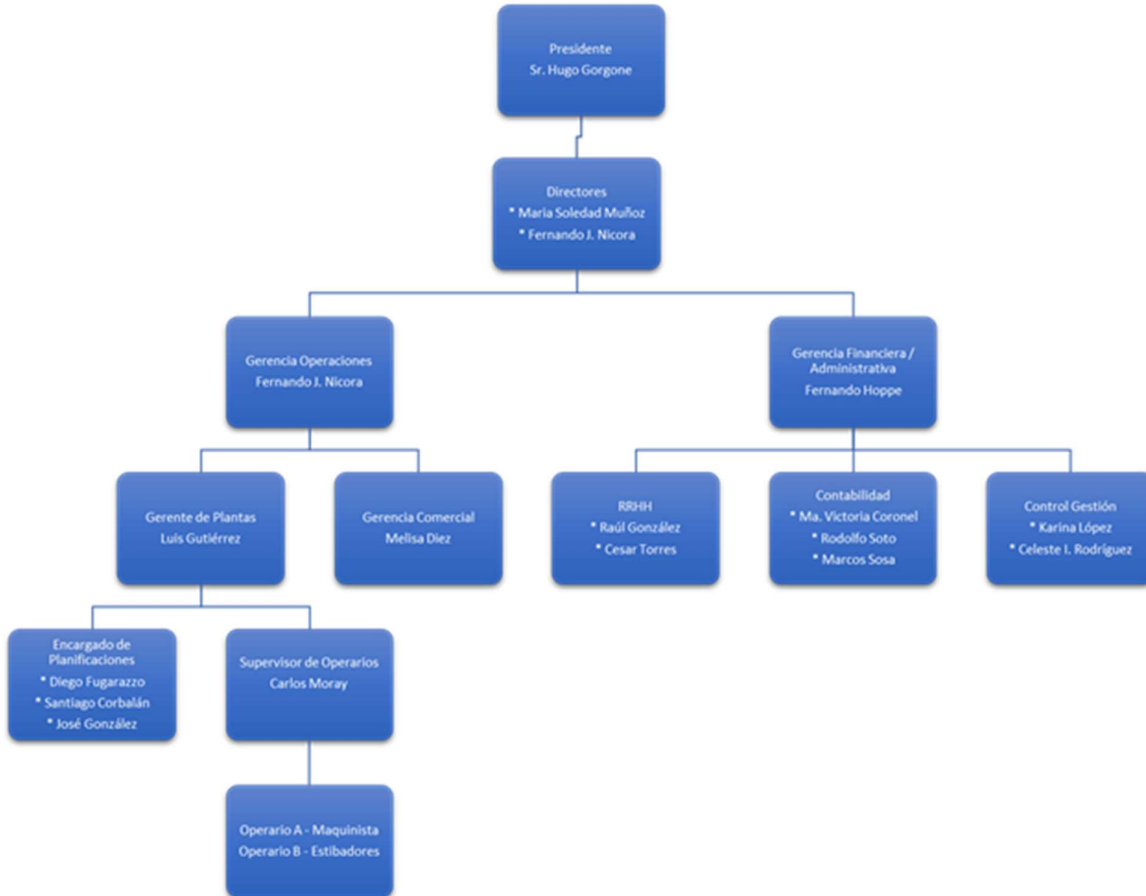 Presidente
Sr. Hugo Gorgone
Directores
* Maria Soledad Muñoz
* Fernando J. Nicora
Gerencia Operaciones
Fernando J. Nicora
Gerencia Financiera /
Administrativa
Fernando Hoppe
Gerente de Plantas
Luis Gutiérrez
Gerencia Comercial
Melisa Diez
RRHH
* Raúl González
* Cesar Torres
Contabilidad
* Ma. Victoria Coronel
* Rodolfo Soto
* Marcos Sosa
Control Gestión
* Karina López
* Celeste I. Rodríguez
Encargado de
Planificaciones
* Diego Fugarazzo
* Santiago Corbalán
* José González
Supervisor de Operarios
Carlos Moray
Operario A - Maquinista
Operario B - Estibadores